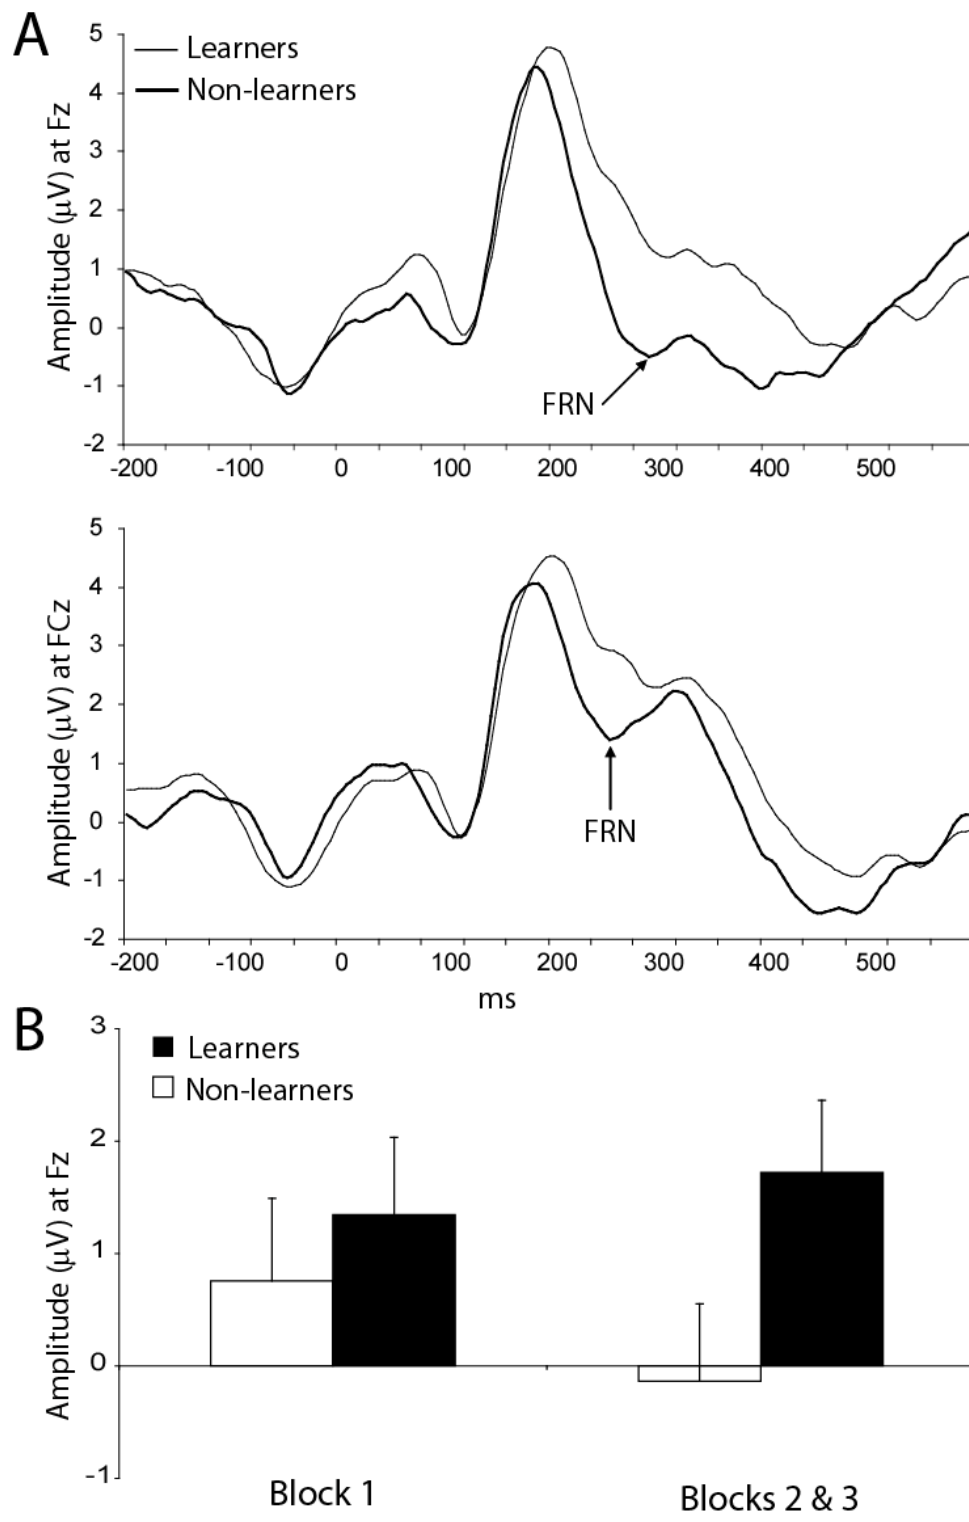 A
Learners
Non-learners
Amplitude (μV) at Fz
5
4
3
2
1
0
-1
-2
FRN
-200 -100 0 100 200 300 400 500
Amplitude (μV) at FCz
5
4
3
2
1
0
-1
-2
FRN
-200 -100 0 100 200 300 400 500
ms
B
Learners
Non-learners
Amplitude (μV) at Fz
3
2
1
0
-1
Block 1 Blocks 2 & 3